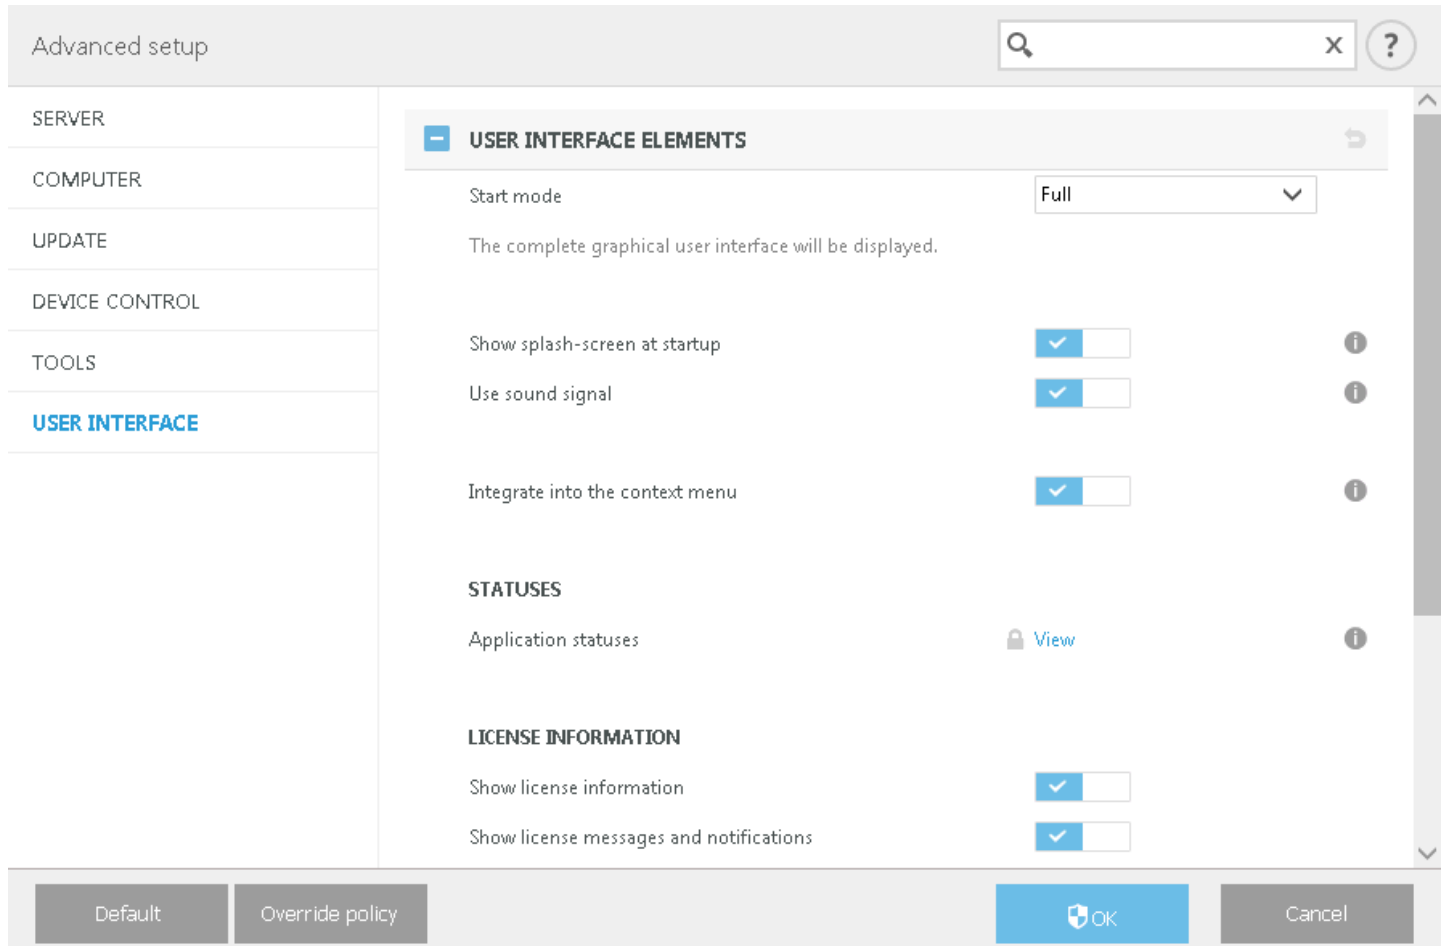 Advanced setup
X
?
SERVER
COMPUTER
UPDATE
DEVICE CONTROL
TOOLS
USER INTERFACE
USER INTERFACE ELEMENTS
Start mode Full
The complete graphical user interface will be displayed.
Show splash-screen at startup
Use sound signal
Integrate into the context menu
STATUSES
Application statuses View
LICENSE INFORMATION
Show license information
Show license messages and notifications
Default Override policy OK Cancel